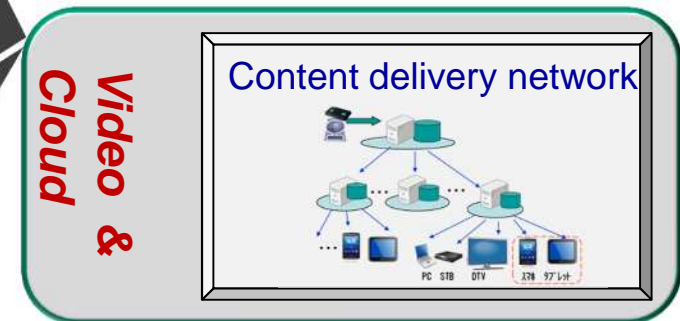 Video &
Cloud
Content delivery network
...
...
...
PC STB DTV スマホ タブレット